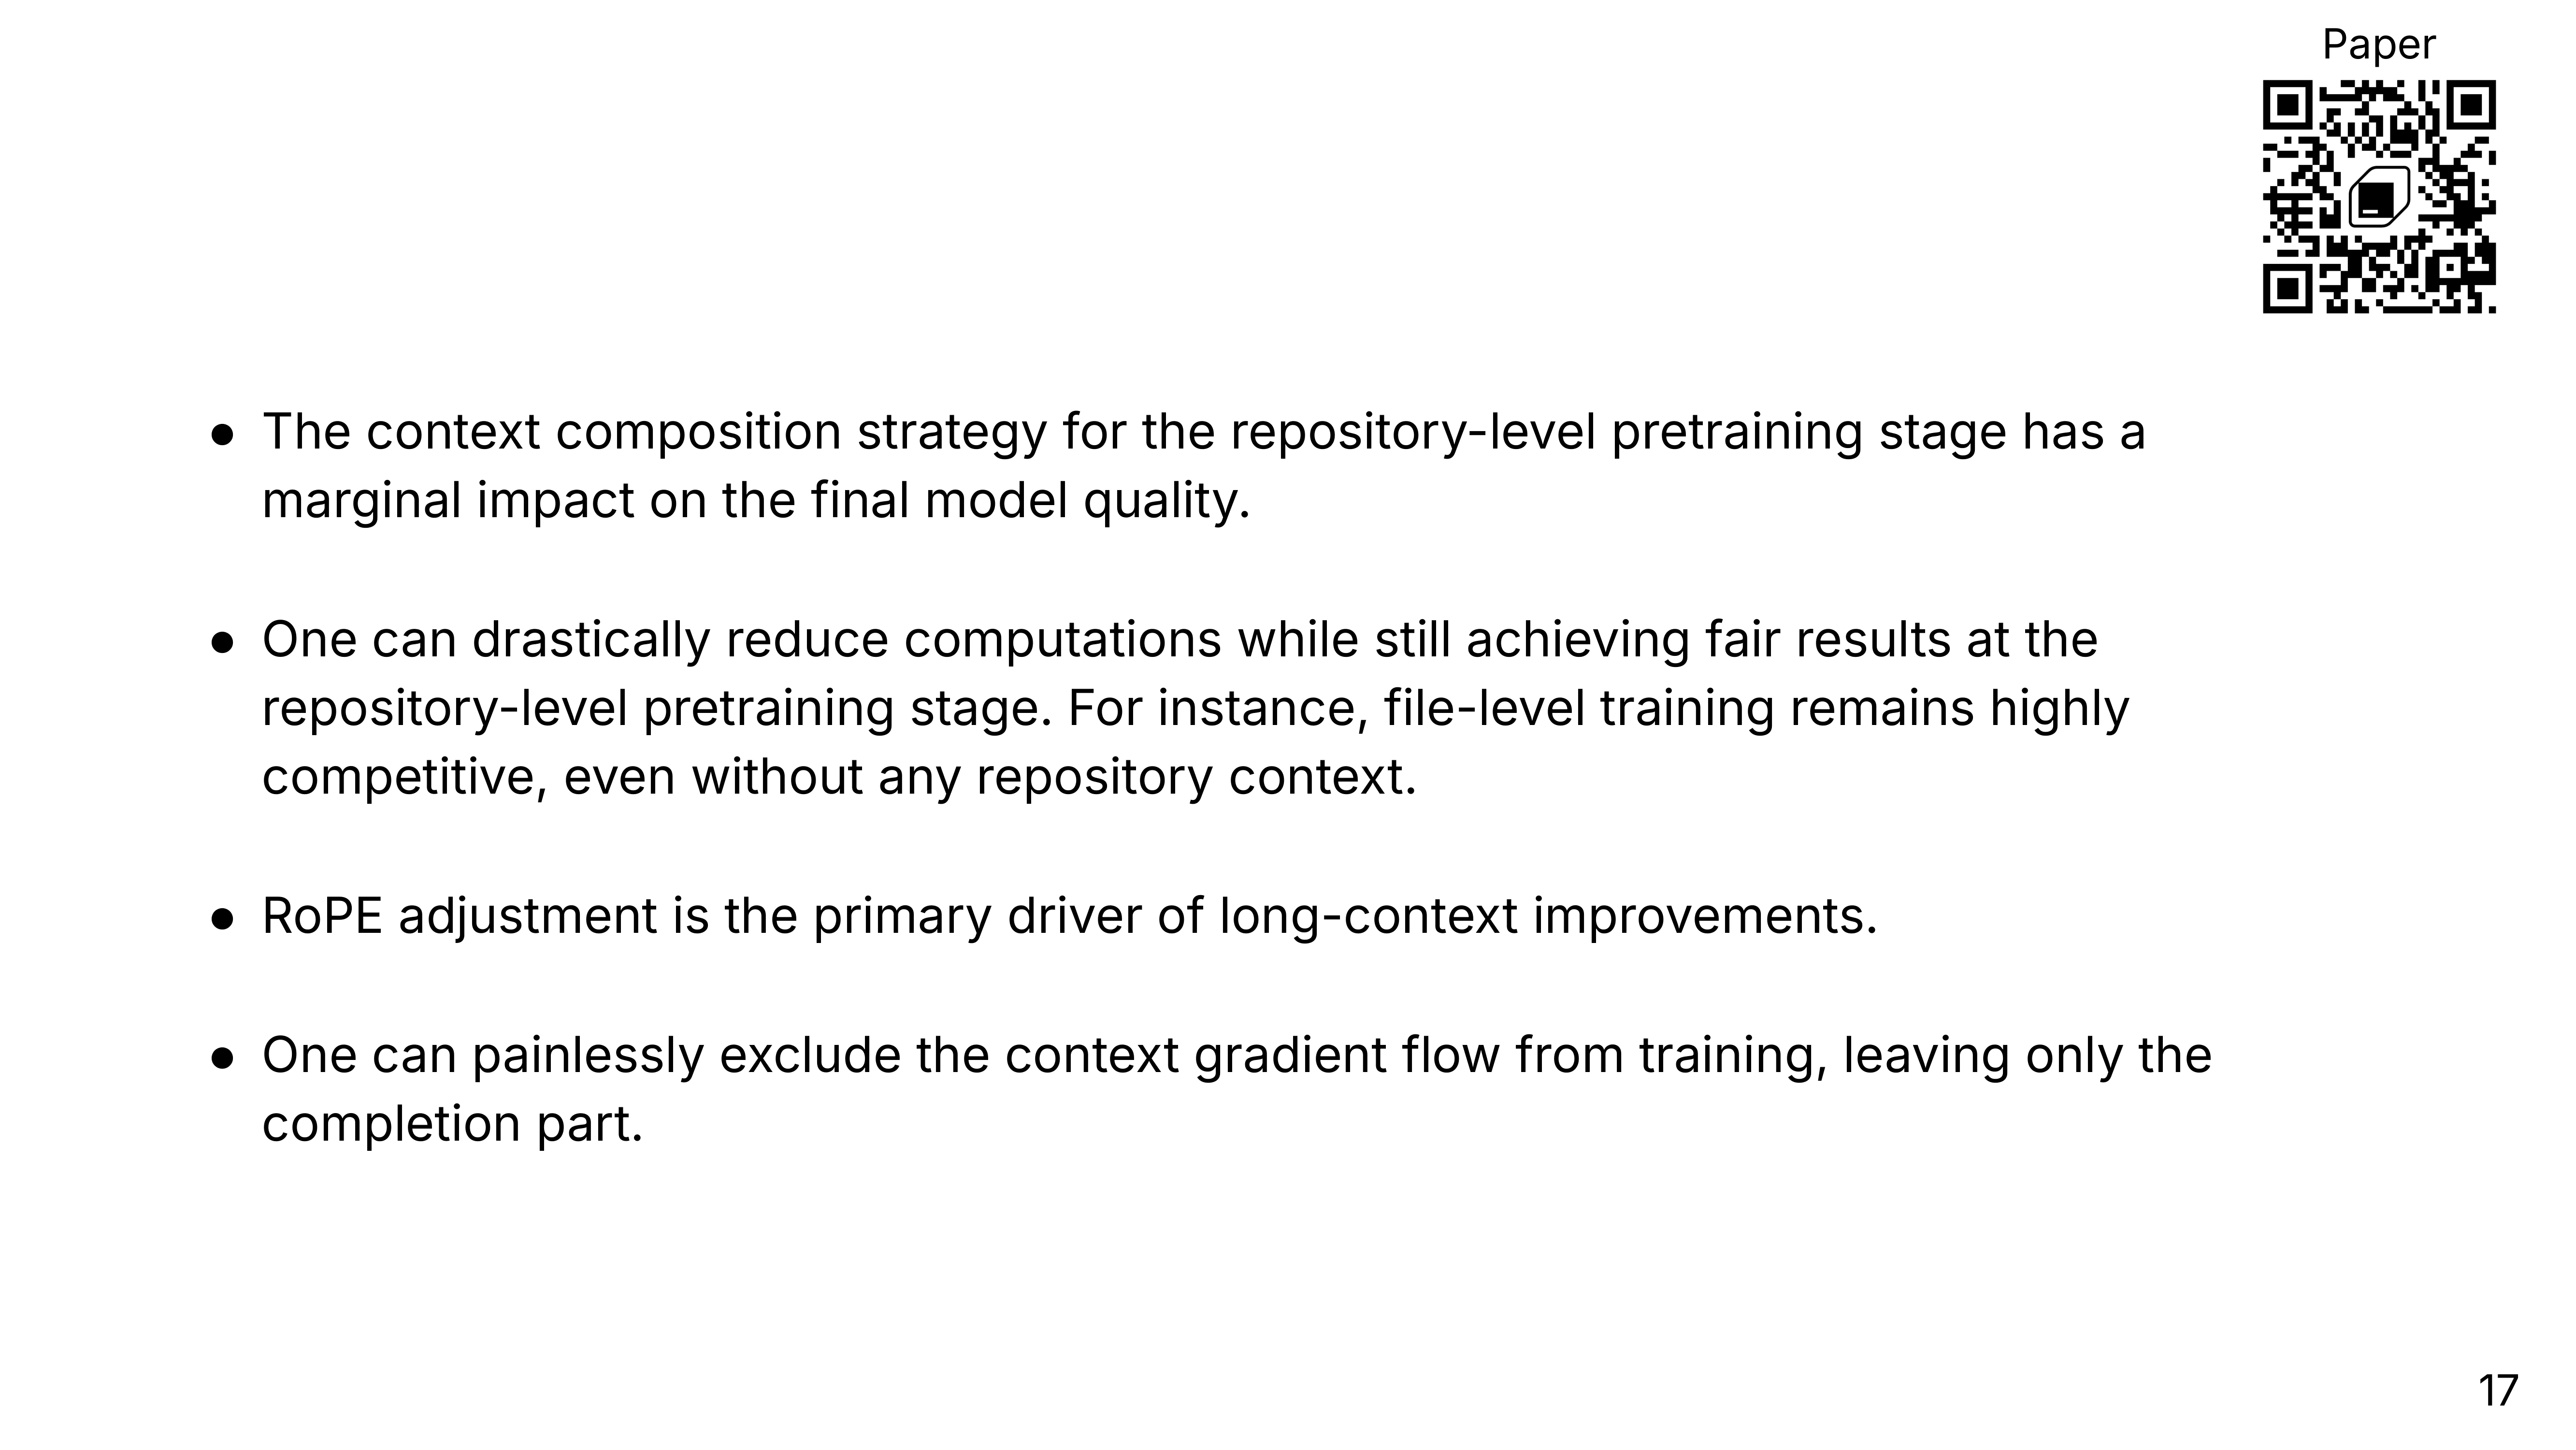 Paper
● The context composition strategy for the repository-level pretraining stage has a
marginal impact on the final model quality.
● One can drastically reduce computations while still achieving fair results at the
repository-level pretraining stage. For instance, file-level training remains highly
competitive, even without any repository context.
● RoPE adjustment is the primary driver of long-context improvements.
● One can painlessly exclude the context gradient flow from training, leaving only the
completion part.
17